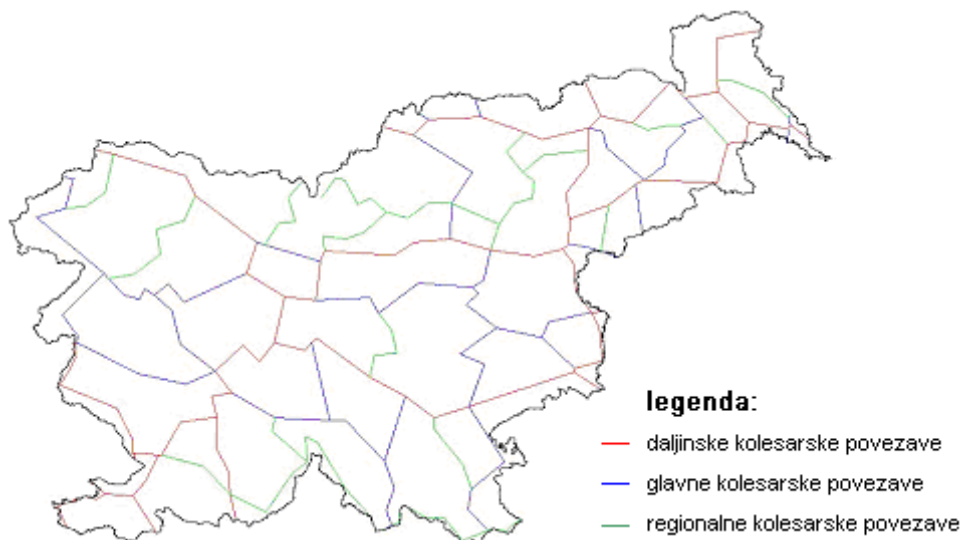 legenda:
daljinske kolesarske povezave
glavne kolesarske povezave
regionalne kolesarske povezave